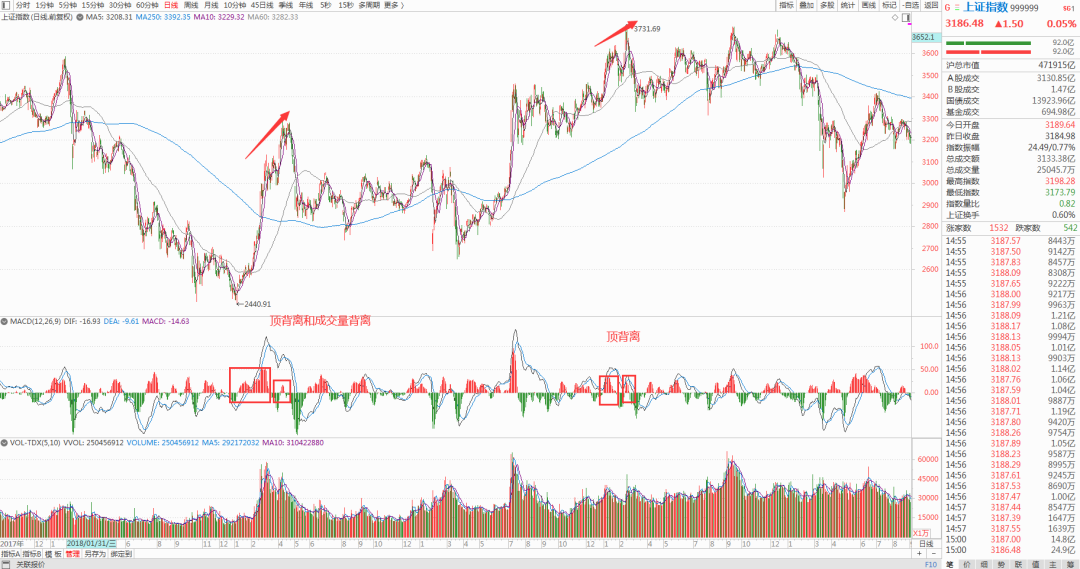 分时 1分钟 5分钟 15分钟 30分钟 60分钟 日线 周线 月线 10分钟 45日线 季线 年线 5秒 15秒 多周期 更多 〉
指标 叠加 多股 统计 画线 标记 -自选 返回
上证指数(日线,前复权) MA5: 3208.31 MA250: 3392.35 MA10: 3229.32 MA60: 3282.33
3731.69
3652.1
3600
3500
3400
3300
3200
3100
3000
2900
2800
2700
2600
←2440.91
MACD(12,26,9) DIF: -16.93 DEA: -9.61 MACD: -14.63
顶背离和成交量背离
顶背离
100.0
50.00
0.00
VOL-TDX(5,10) VVOL: 250456912 VOLUME: 250456912 MA5: 292172032 MA10: 310422880
60000
45000
30000
15000
X1万
2017年 12 1 2018/01/31/三 6 8 9 11 12 1 2 4 5 6 8 9 10 12 1 2 4 5 7 8 9 10 12 1 2 4 5 6 8 9 10 12 1 3 4 6 7 8
日线
指标A 指标B 模 板 管理 另存为 绑定到
+ −
关联报价
F10
G 上证指数 999999
3186.48 ▲1.50 0.05%
92.0亿
92.0亿
沪总市值 471915亿
A股成交 3130.85亿
B股成交 1.47亿
国债成交 13923.96亿
基金成交 694.98亿
今日开盘 3189.64
昨日收盘 3184.98
指数振幅 24.49/0.77%
总成交额 3133.38亿
总成交量 25045.7万
最高指数 3198.28
最低指数 3173.79
指数量比 0.82
上证换手 0.60%
涨家数 1532 跌家数 542
14:55 3187.57 8443万
14:55 3187.50 9142万
14:55 3187.83 8457万
14:55 3188.09 8308万
14:55 3187.65 9222万
14:56 3188.00 9217万
14:56 3187.99 9963万
14:56 3188.09 1.21亿
14:56 3188.17 1.08亿
14:56 3188.13 9994万
14:56 3188.05 1.01亿
14:56 3188.13 9903万
14:56 3188.02 1.14亿
14:56 3187.76 1.06亿
14:56 3187.59 1.04亿
14:56 3188.01 9887万
14:56 3187.71 1.19亿
14:56 3187.80 9420万
14:56 3188.26 9754万
14:56 3187.89 1.05亿
14:56 3188.23 9587万
14:56 3188.29 8995万
14:56 3187.61 9245万
14:56 3187.53 8690万
14:56 3187.47 1.00亿
14:57 3187.44 8547万
14:57 3187.39 1647万
14:57 3187.55 1639万
15:00 3187.00 14.8亿
15:00 3186.48 24.9亿
笔 价 细 势 联 值 主 筹